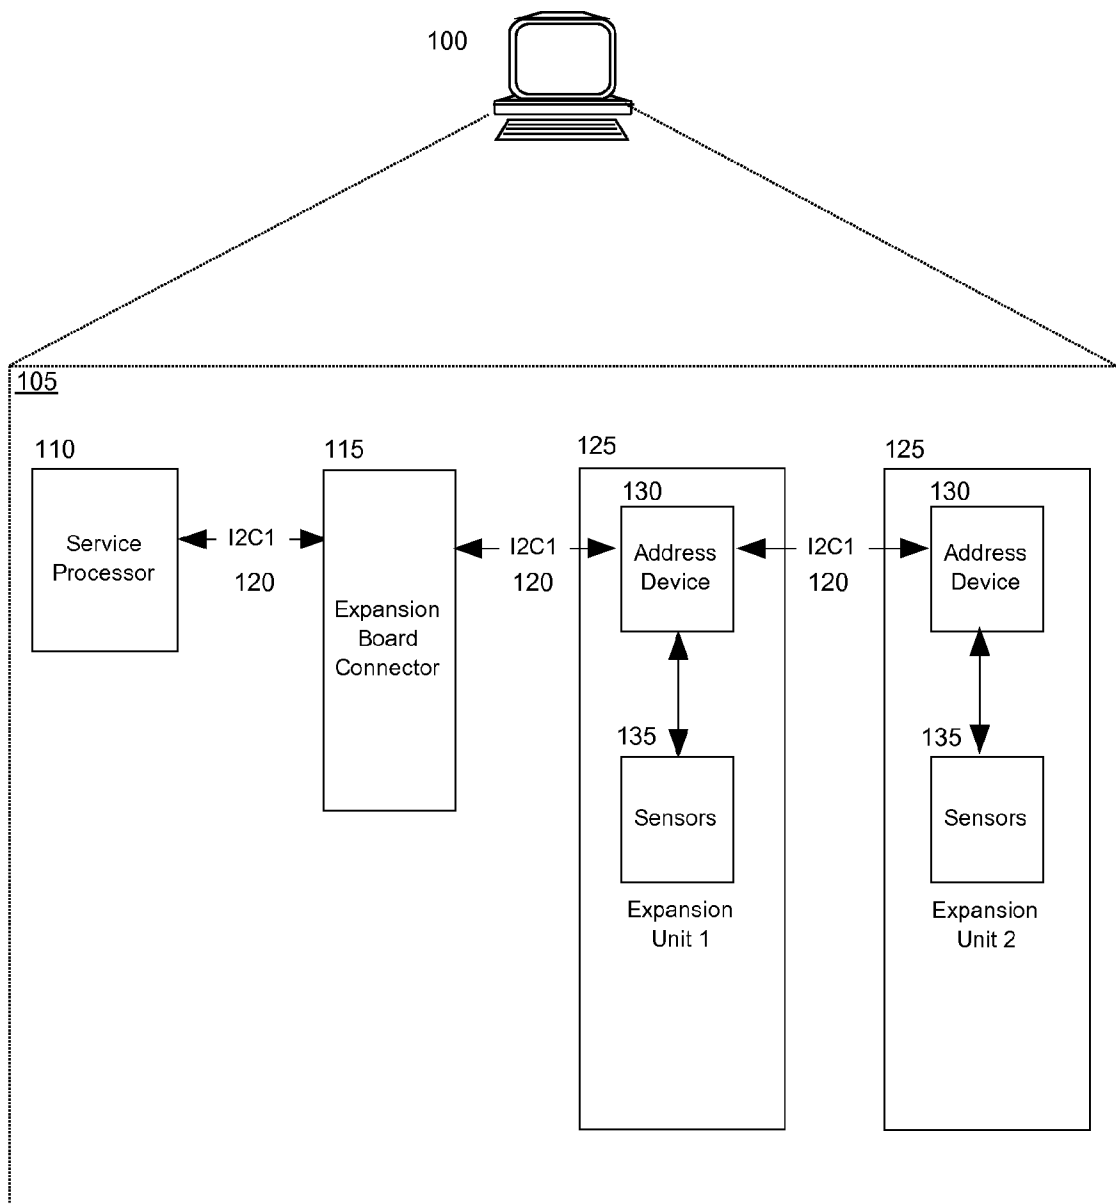 100
105
110
Service
Processor
I2C1
120
115
Expansion
Board
Connector
I2C1
120
125
130
Address
Device
135
Sensors
Expansion
Unit 1
I2C1
120
125
130
Address
Device
135
Sensors
Expansion
Unit 2